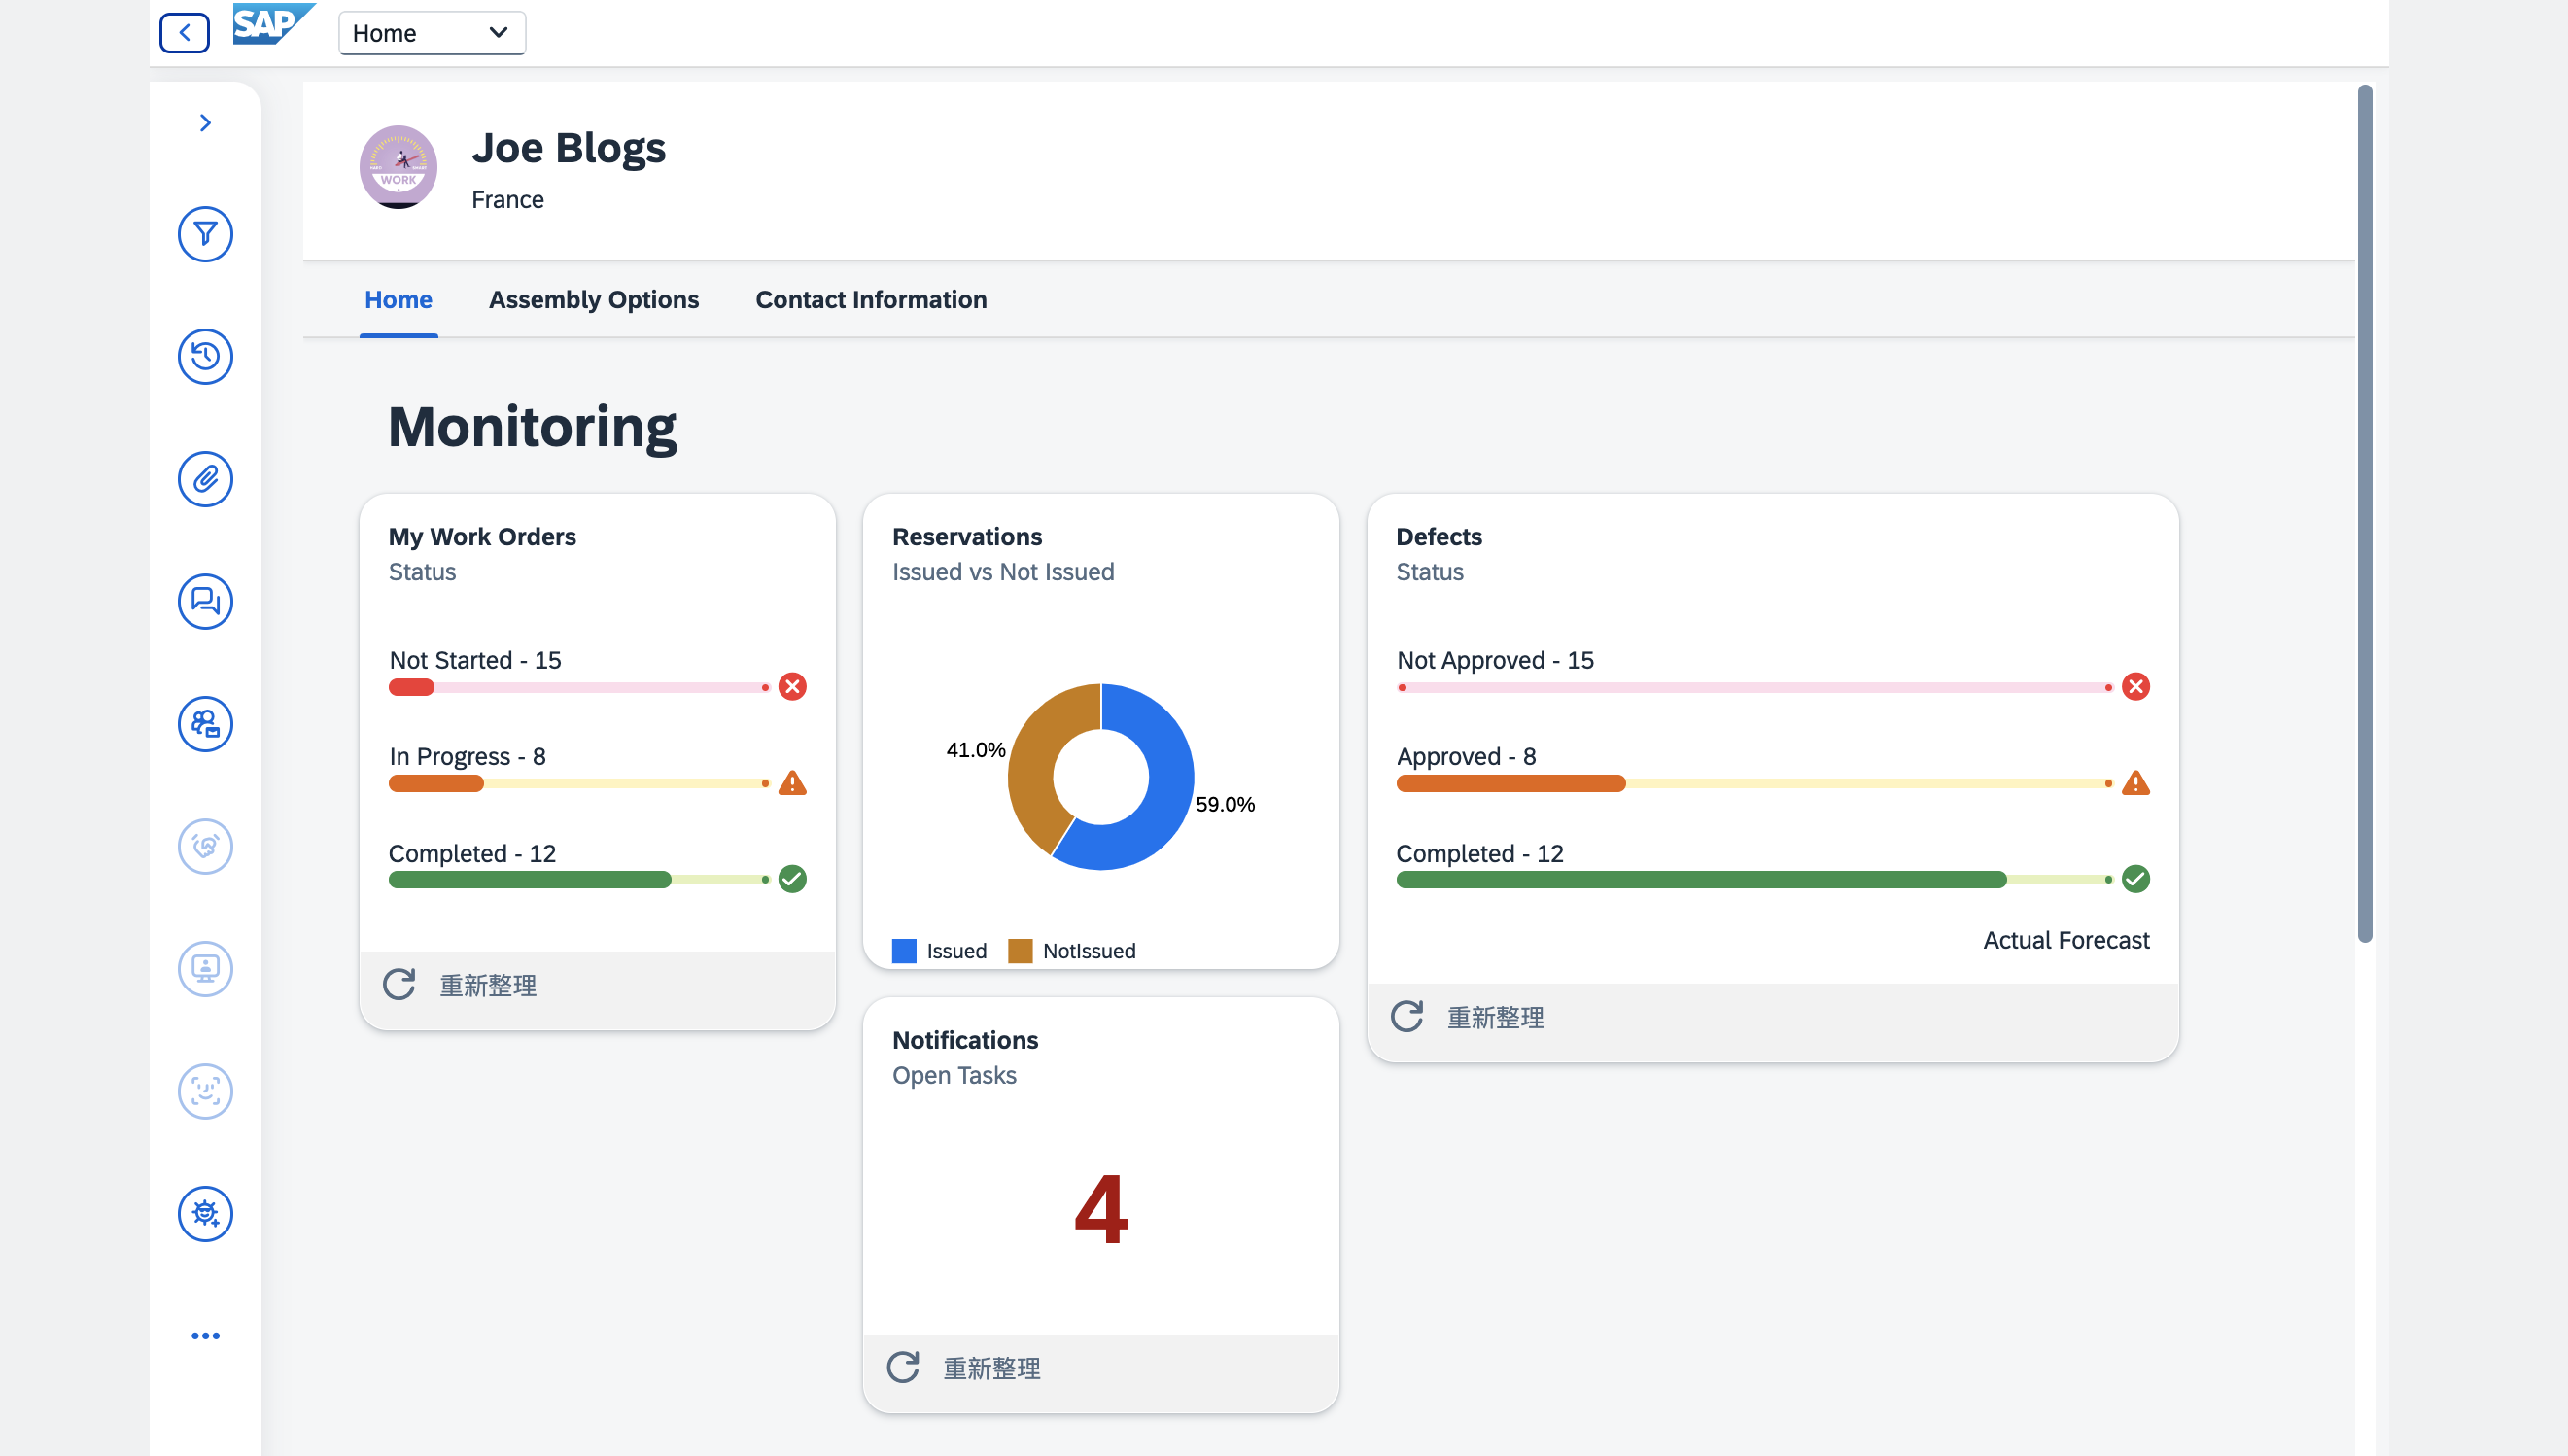 SAP
Home
Joe Blogs
France
WORK
Home
Assembly Options
Contact Information
Monitoring
My Work Orders
Status
Not Started - 15
In Progress - 8
Completed - 12
重新整理
Reservations
Issued vs Not Issued
41.0%
59.0%
Issued
NotIssued
Notifications
Open Tasks
4
重新整理
Defects
Status
Not Approved - 15
Approved - 8
Completed - 12
Actual Forecast
重新整理